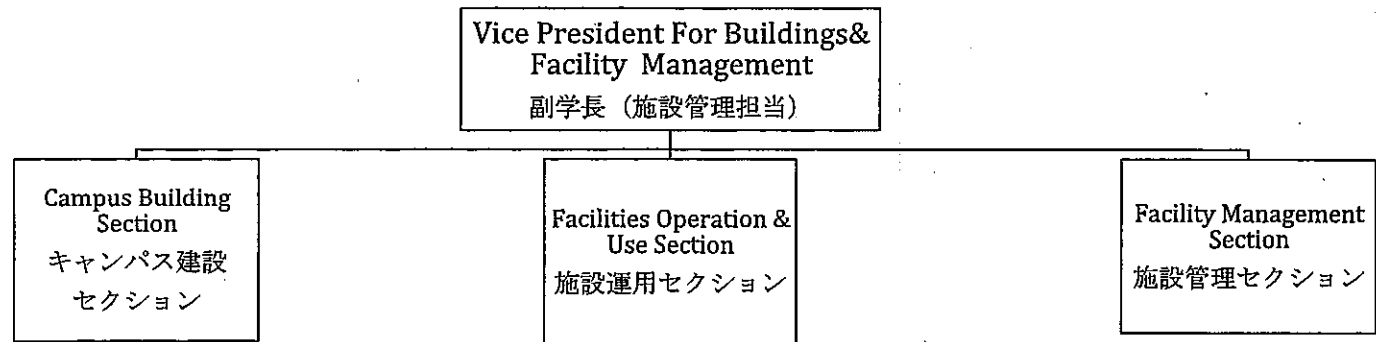 Vice President For Buildings&
Facility Management
副学長（施設管理担当）
Campus Building
Section
キャンパス建設
セクション
Facilities Operation &
Use Section
施設運用セクション
Facility Management
Section
施設管理セクション